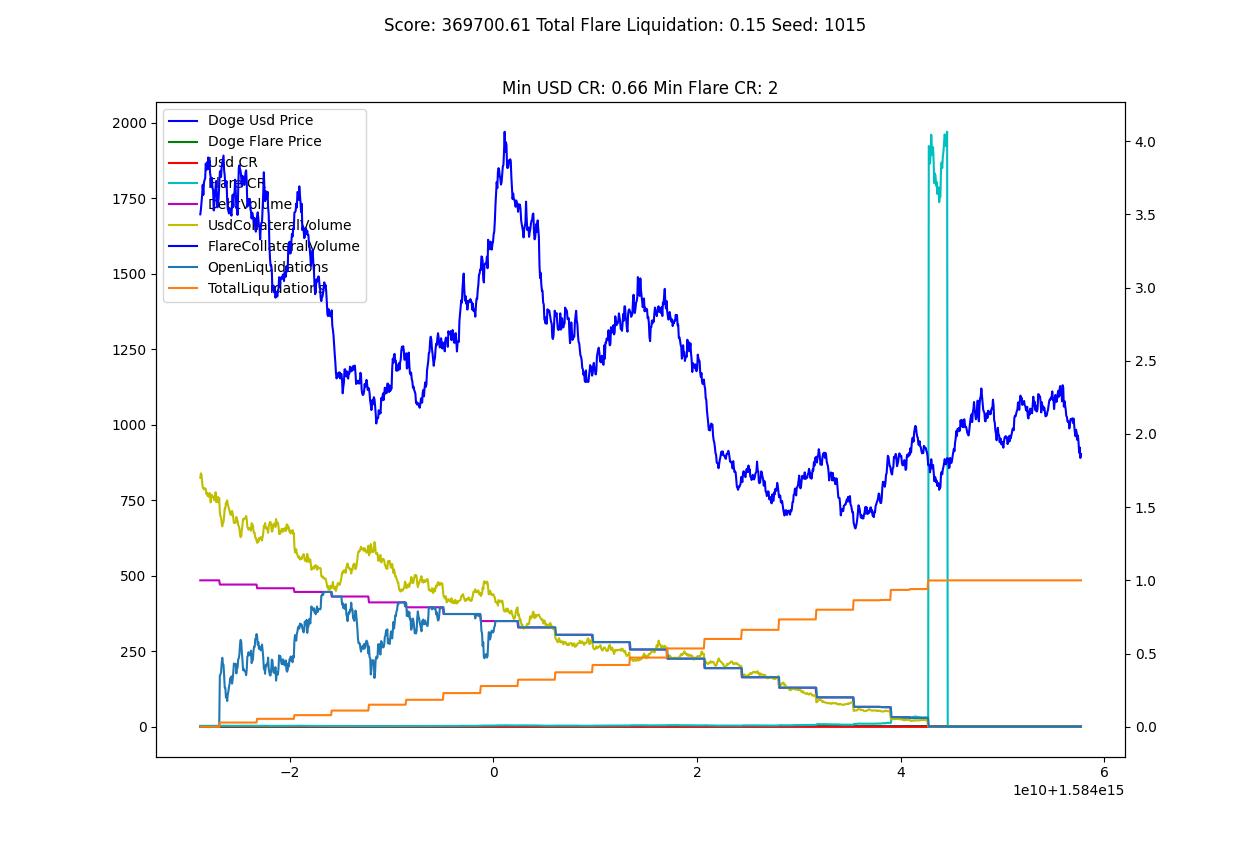 Score: 369700.61 Total Flare Liquidation: 0.15 Seed: 1015
Min USD CR: 0.66 Min Flare CR: 2
Doge Usd Price
Doge Flare Price
Usd CR
Flare CR
DebtVolume
UsdCollateralVolume
FlareCollateralVolume
OpenLiquidations
TotalLiquidations
2000
1750
1500
1250
1000
750
500
250
0
4.0
3.5
3.0
2.5
2.0
1.5
1.0
0.5
0.0
−2 0 2 4 6
1e10+1.584e15